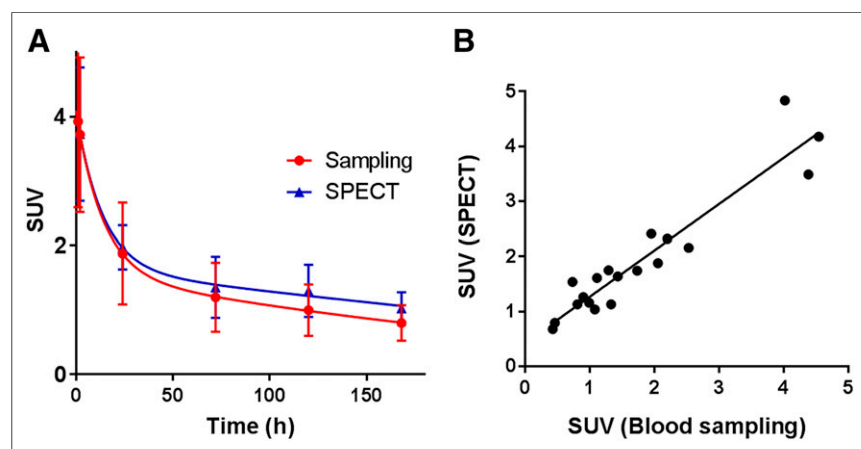 A
SUV
4
2
0
0
50
100
150
Time (h)
Sampling
SPECT
B
SUV (SPECT)
5
4
3
2
1
0
0
1
2
3
4
5
SUV (Blood sampling)